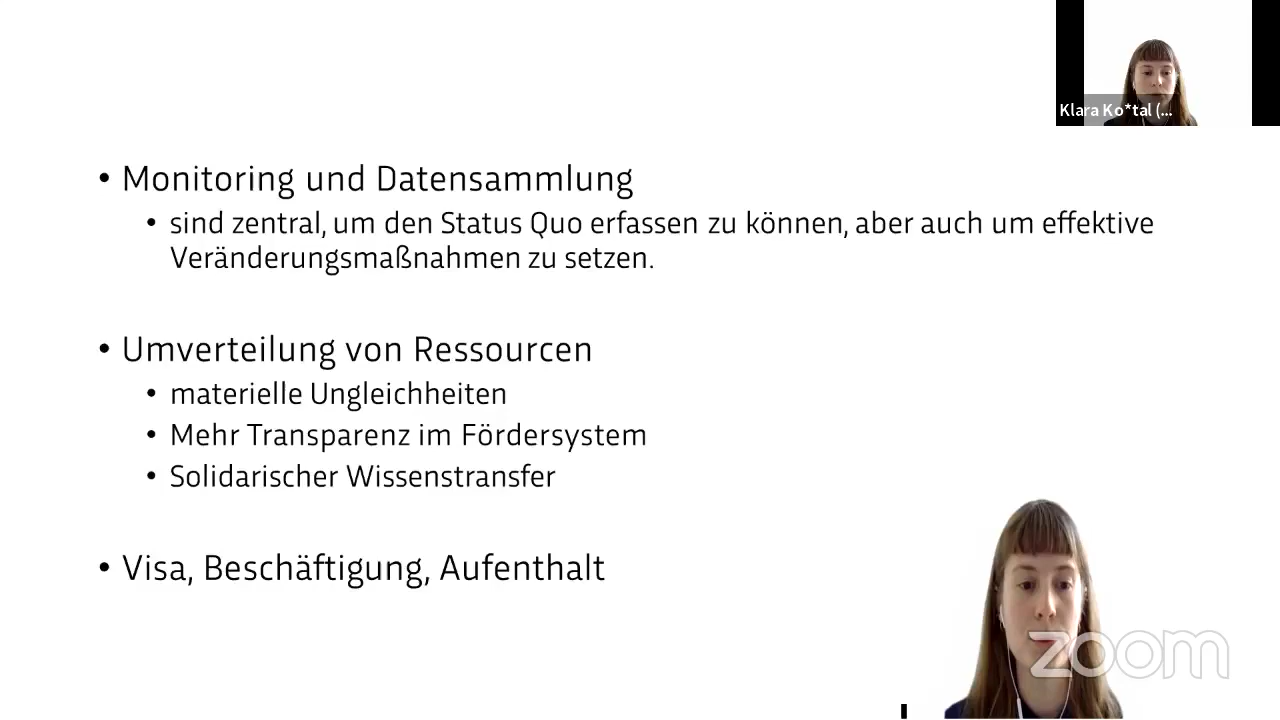 Klara Ko*tal (...
• Monitoring und Datensammlung
• sind zentral, um den Status Quo erfassen zu können, aber auch um effektive
Veränderungsmaßnahmen zu setzen.
• Umverteilung von Ressourcen
• materielle Ungleichheiten
• Mehr Transparenz im Fördersystem
• Solidarischer Wissenstransfer
• Visa, Beschäftigung, Aufenthalt
zoom